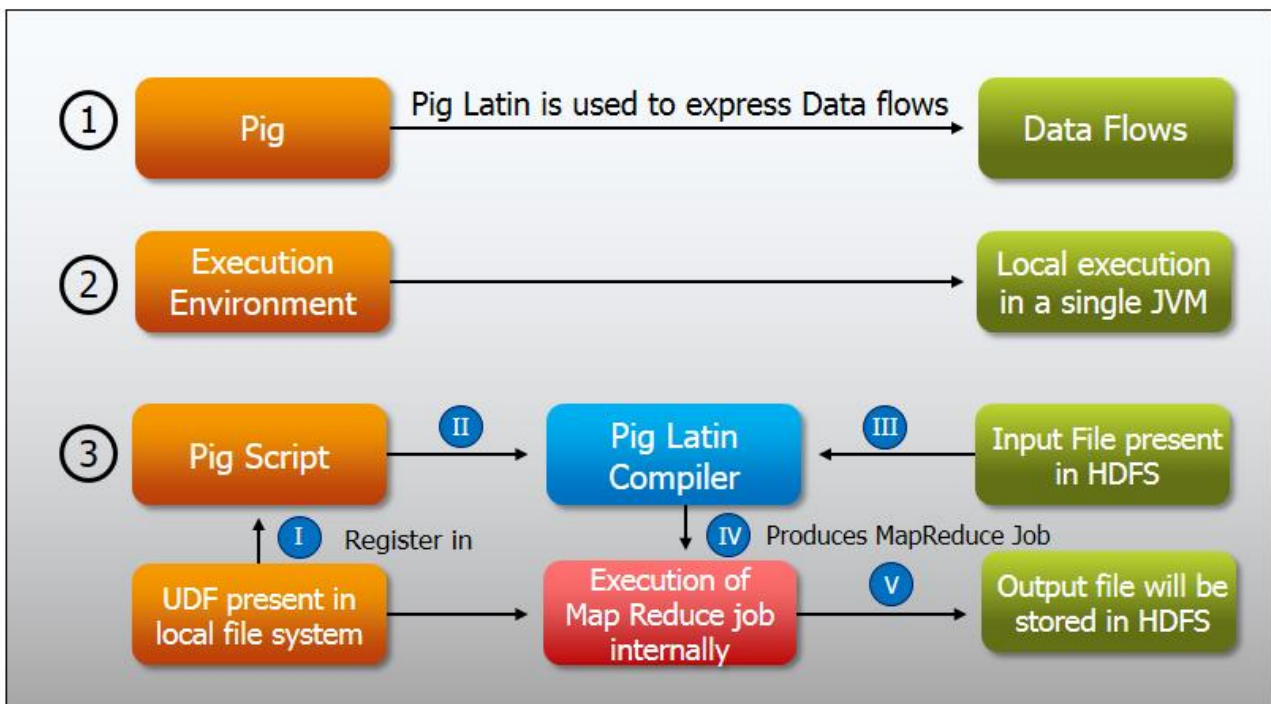 1
Pig
Pig Latin is used to express Data flows
Data Flows
2
Execution
Environment
Local execution
in a single JVM
3
Pig Script
II
Pig Latin
Compiler
III
Input File present
in HDFS
I
Register in
IV
Produces MapReduce Job
UDF present in
local file system
Execution of
Map Reduce job
internally
V
Output file will be
stored in HDFS